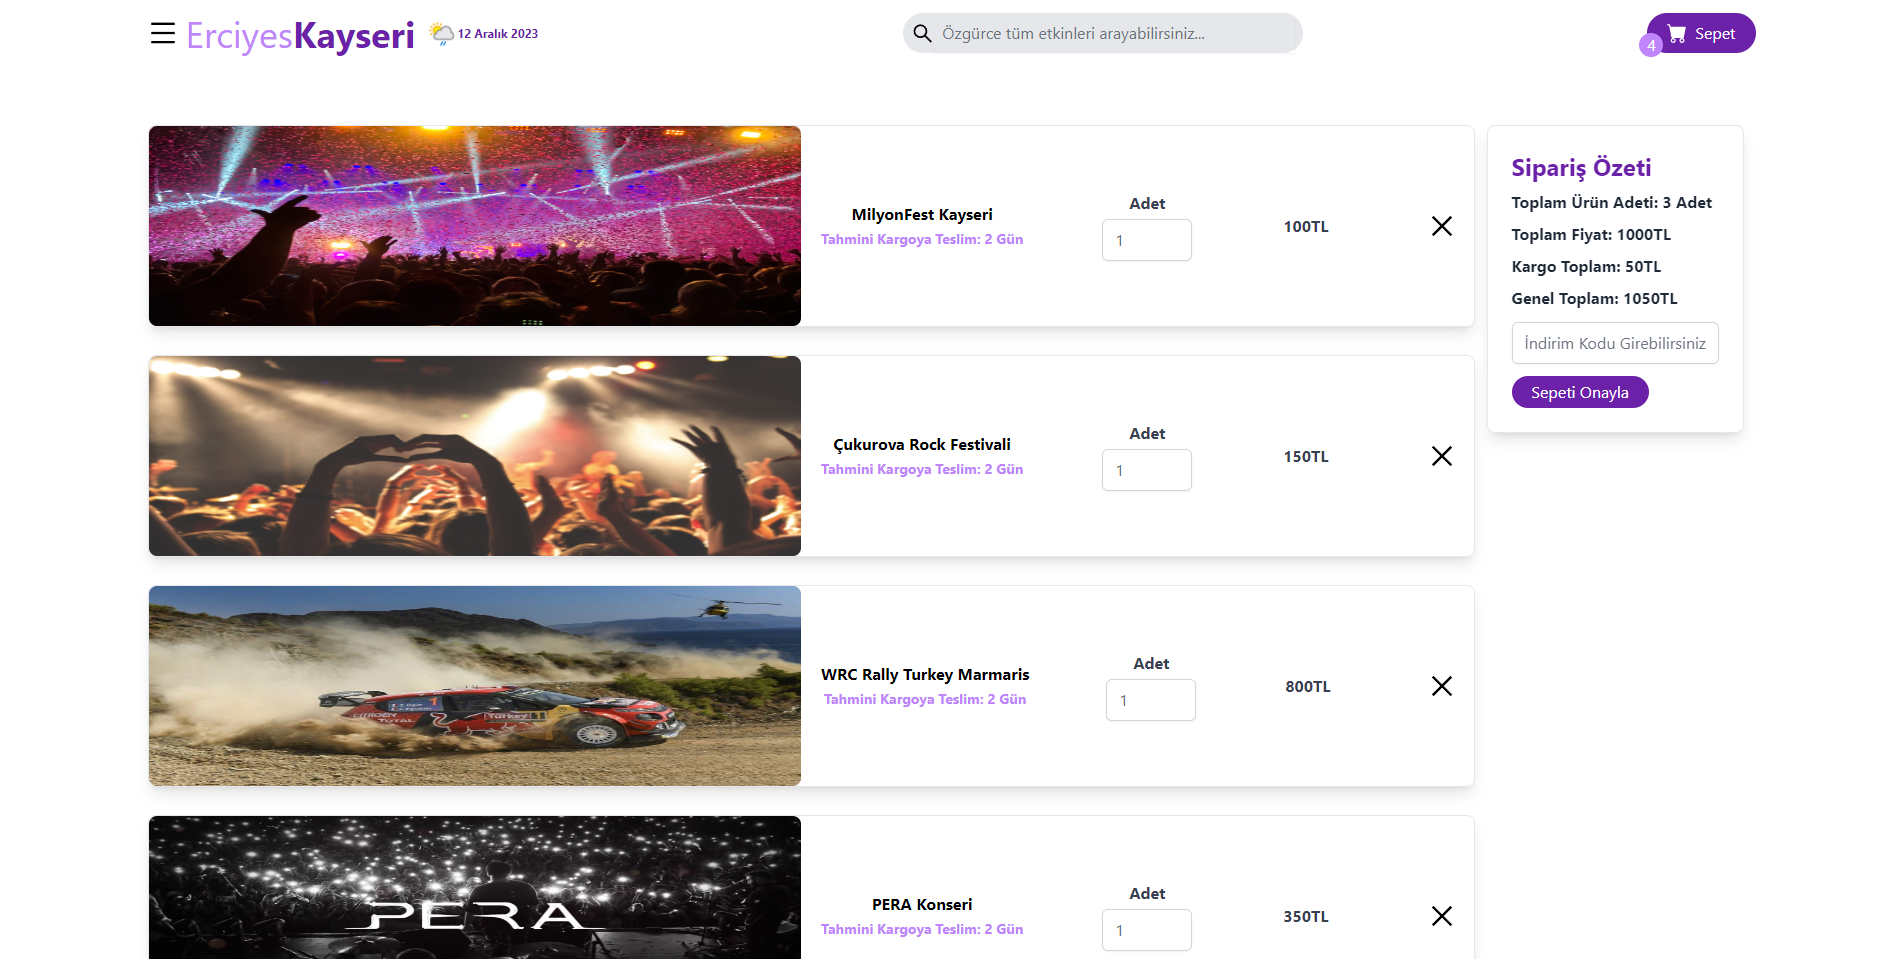 ErciyesKayseri
12 Aralık 2023
Özgürce tüm etkinleri arayabilirsiniz...
4
Sepet
MilyonFest Kayseri
Tahmini Kargoya Teslim: 2 Gün
Adet
1
100TL
Çukurova Rock Festivali
Tahmini Kargoya Teslim: 2 Gün
Adet
1
150TL
WRC Rally Turkey Marmaris
Tahmini Kargoya Teslim: 2 Gün
Adet
1
800TL
PERA
PERA Konseri
Tahmini Kargoya Teslim: 2 Gün
Adet
1
350TL
Sipariş Özeti
Toplam Ürün Adeti: 3 Adet
Toplam Fiyat: 1000TL
Kargo Toplam: 50TL
Genel Toplam: 1050TL
İndirim Kodu Girebilirsiniz
Sepeti Onayla